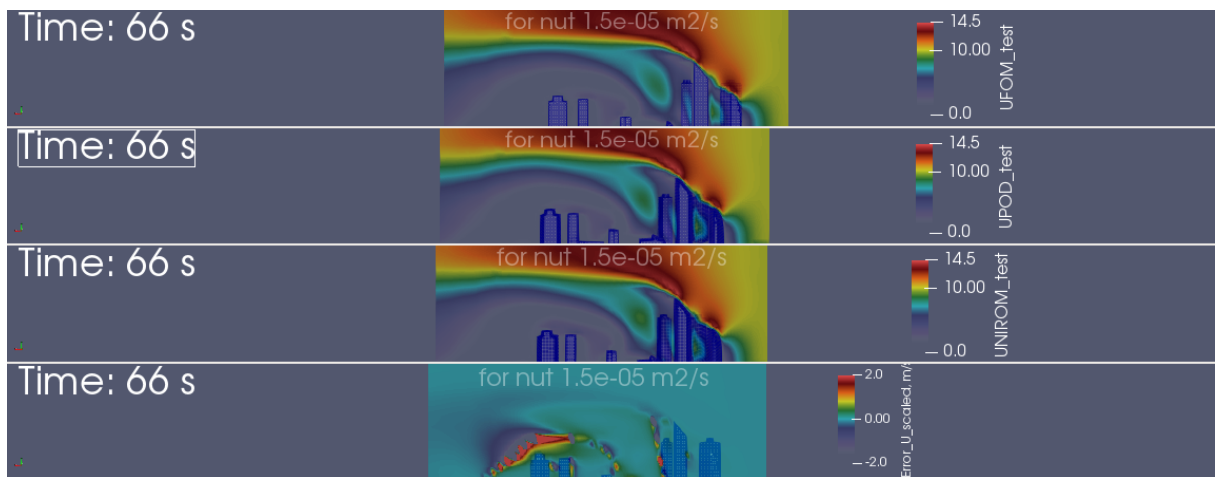 Time: 66 s
for nut 1.5e-05 m2/s
14.5
10.00
0.0
UFOM_test
Time: 66 s
for nut 1.5e-05 m2/s
14.5
10.00
0.0
UPOD_test
Time: 66 s
for nut 1.5e-05 m2/s
14.5
10.00
0.0
UNIROM_test
Time: 66 s
for nut 1.5e-05 m2/s
2.0
0.00
-2.0
Error_U_scaled, m/